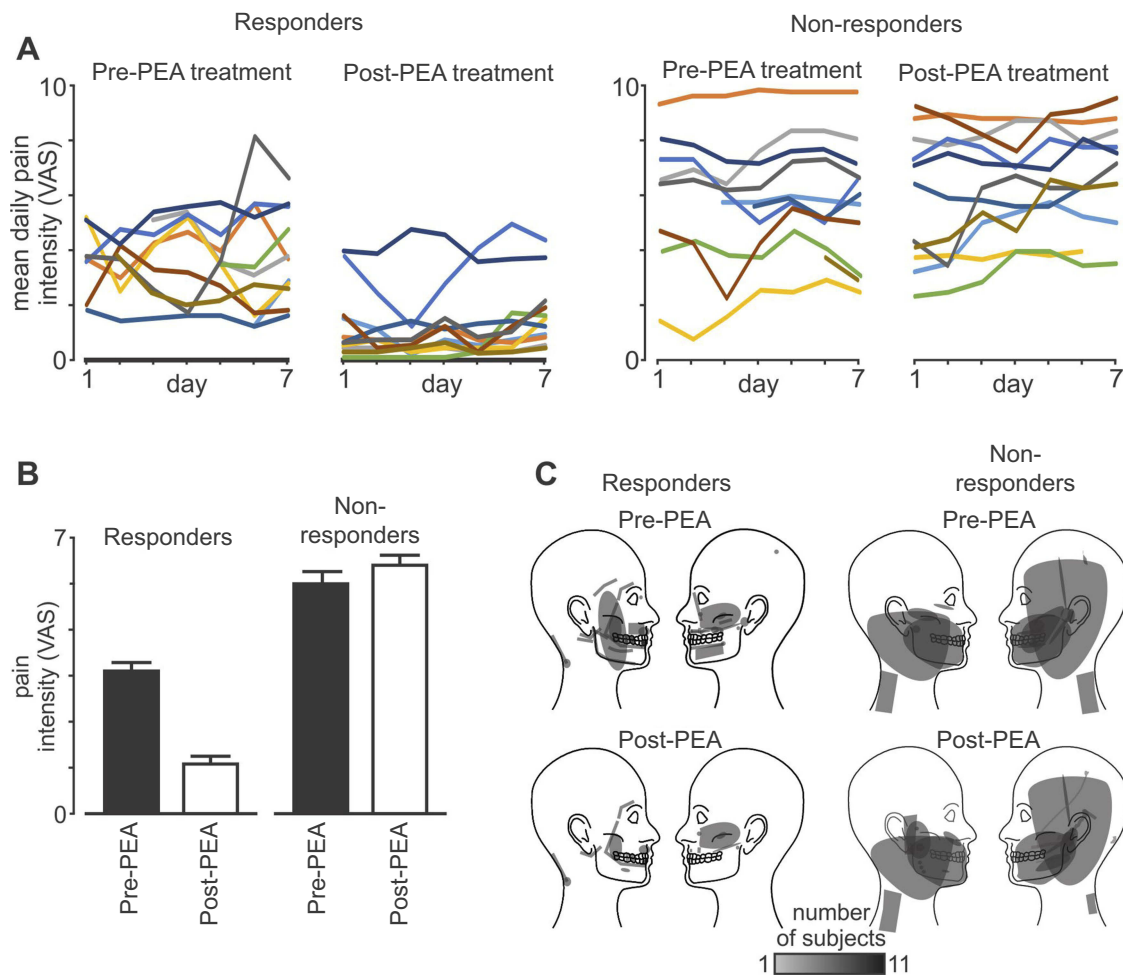 A
Responders
Non-responders
Pre-PEA treatment
Post-PEA treatment
Pre-PEA treatment
Post-PEA treatment
mean daily pain
intensity (VAS)
10
0
1
day
7
1
day
7
10
0
1
day
7
1
day
7
B
pain
intensity (VAS)
7
0
Responders
Non-
responders
Pre-PEA
Post-PEA
Pre-PEA
Post-PEA
C
Responders
Non-
responders
Pre-PEA
Pre-PEA
Post-PEA
Post-PEA
number
of subjects
1
11